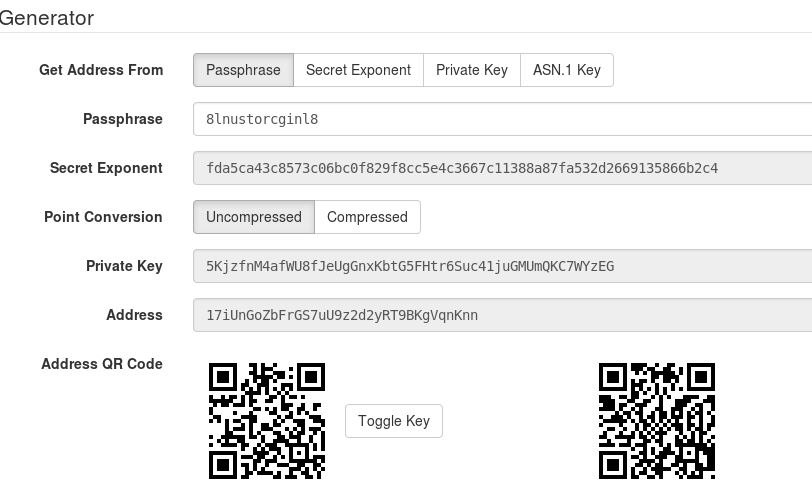 Generator
Get Address From Passphrase Secret Exponent Private Key ASN.1 Key
Passphrase 8lnustorcginl8
Secret Exponent fda5ca43c8573c06bc0f829f8cc5e4c3667c11388a87fa532d2669135866b2c4
Point Conversion Uncompressed Compressed
Private Key 5KjzfnM4afWU8fJeUgGnxKbtG5FHtr6Suc41juGMUmQKC7WYzEG
Address 17iUnGoZbFrGS7uU9z2d2yRT9BKgVqnKnn
Address QR Code
Toggle Key